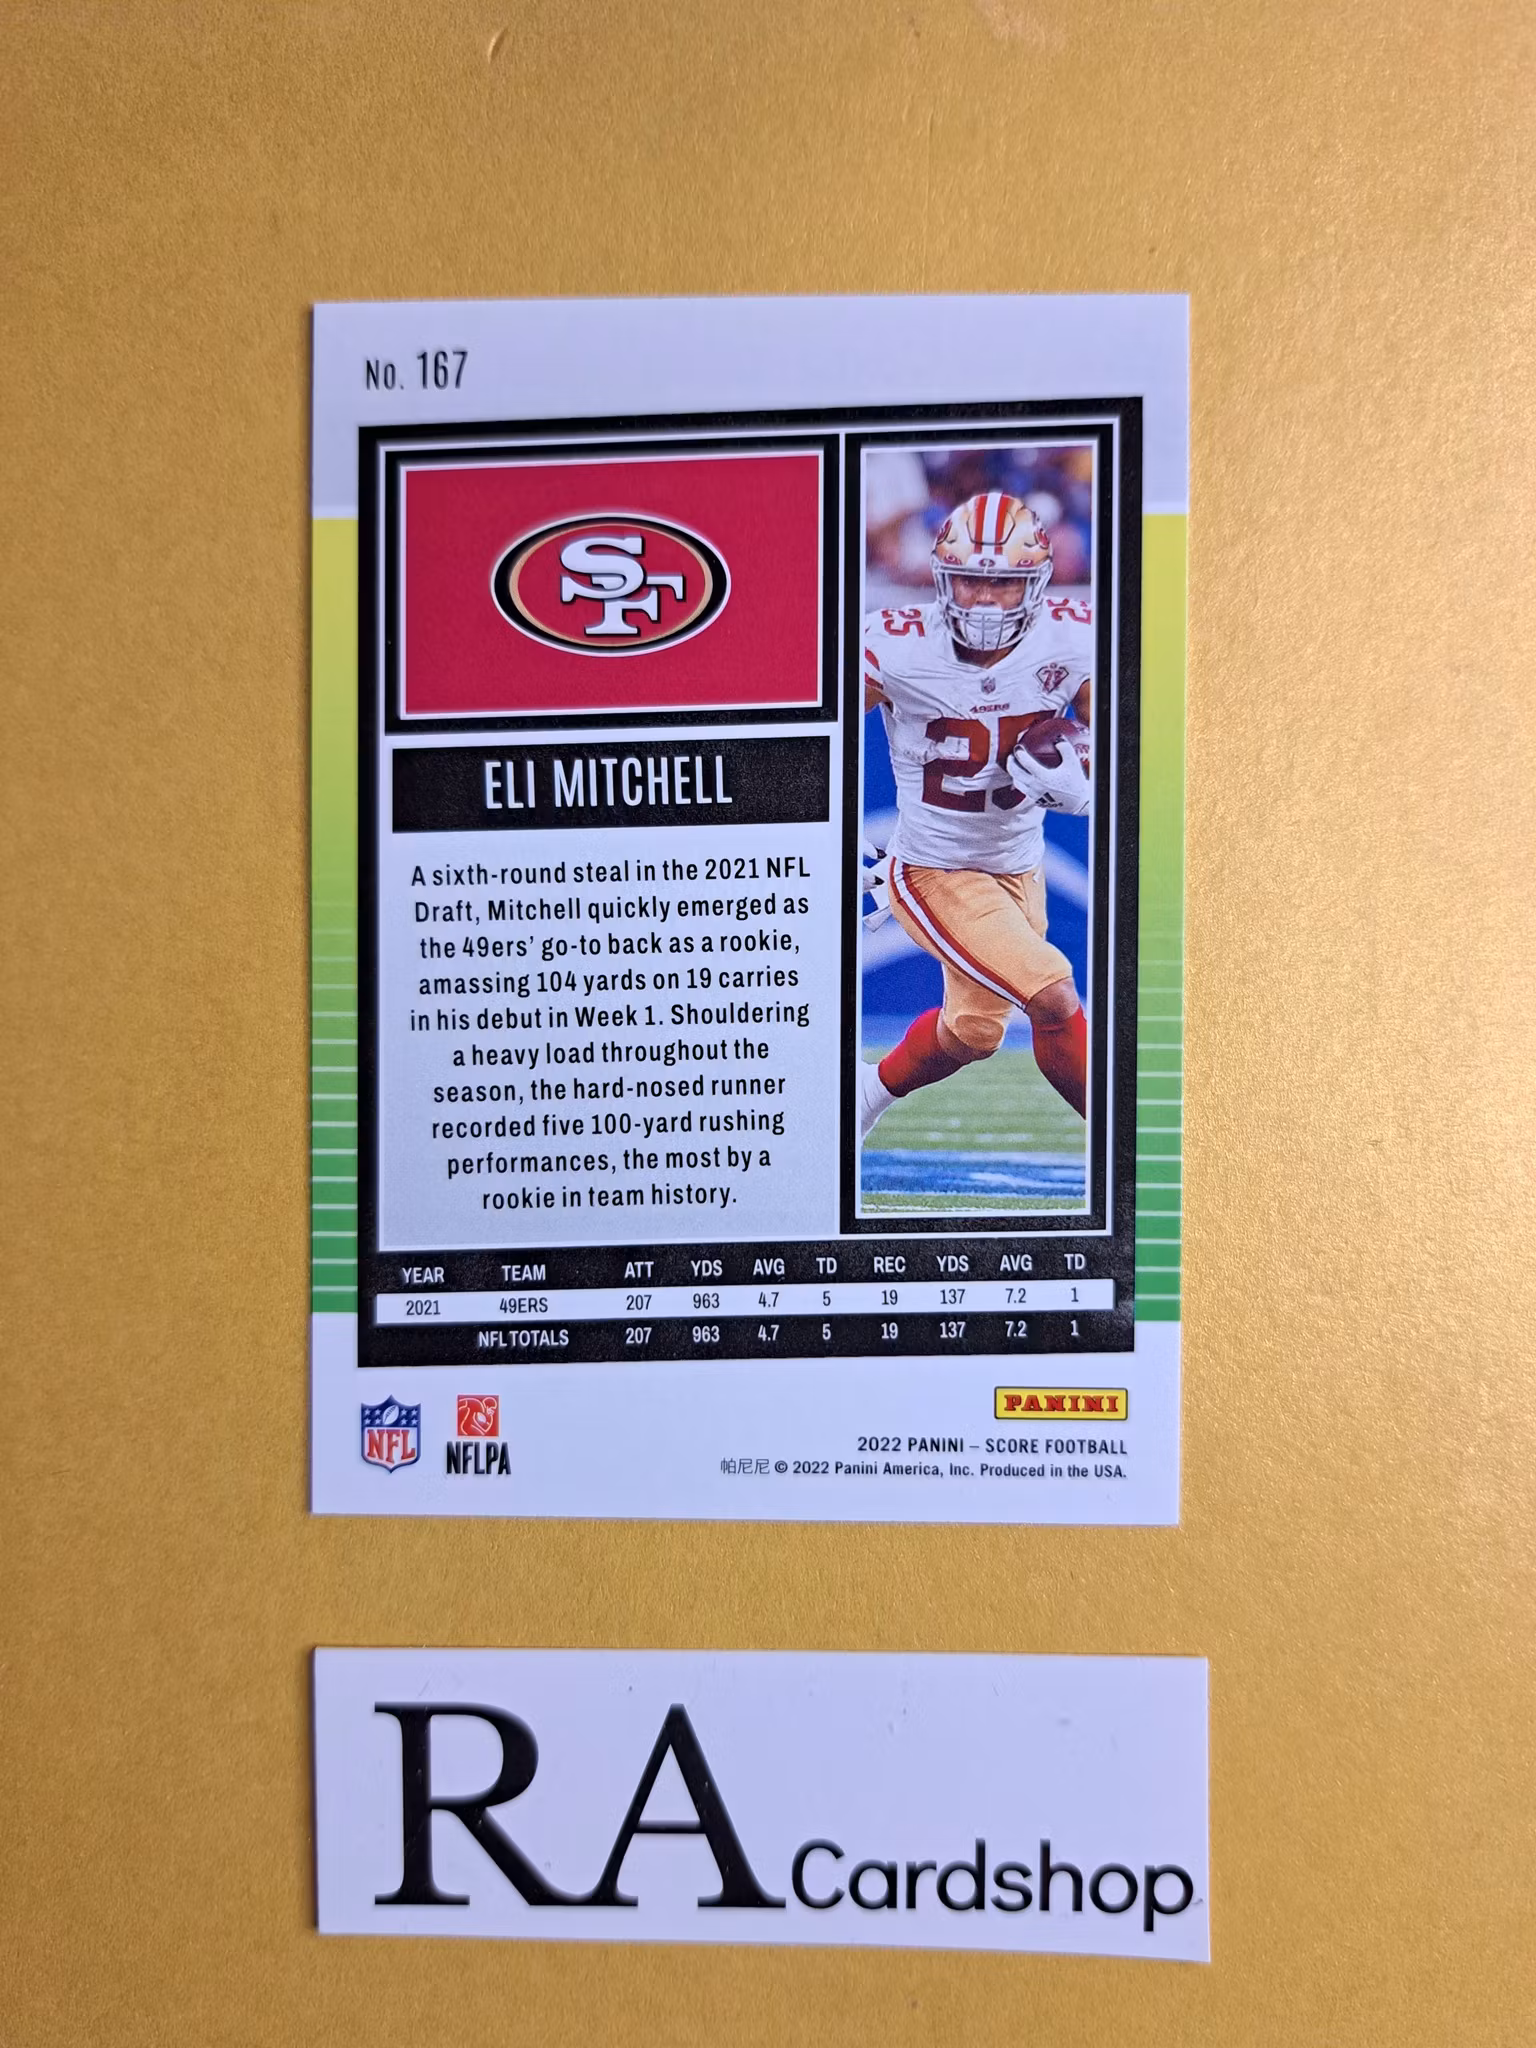 No. 167
SF
ELI MITCHELL
A sixth-round steal in the 2021 NFL
Draft, Mitchell quickly emerged as
the 49ers' go-to back as a rookie,
amassing 104 yards on 19 carries
in his debut in Week 1. Shouldering
a heavy load throughout the
season, the hard-nosed runner
recorded five 100-yard rushing
performances, the most by a
rookie in team history.
25
25
49ERS
25
YEAR TEAM ATT YDS AVG TD REC YDS AVG TD
2021 49ERS 207 963 4.7 5 19 137 7.2 1
NFL TOTALS 207 963 4.7 5 19 137 7.2 1
NFL
NFLPA
PANINI
2022 PANINI – SCORE FOOTBALL
帕尼尼 © 2022 Panini America, Inc. Produced in the USA.
RA Cardshop